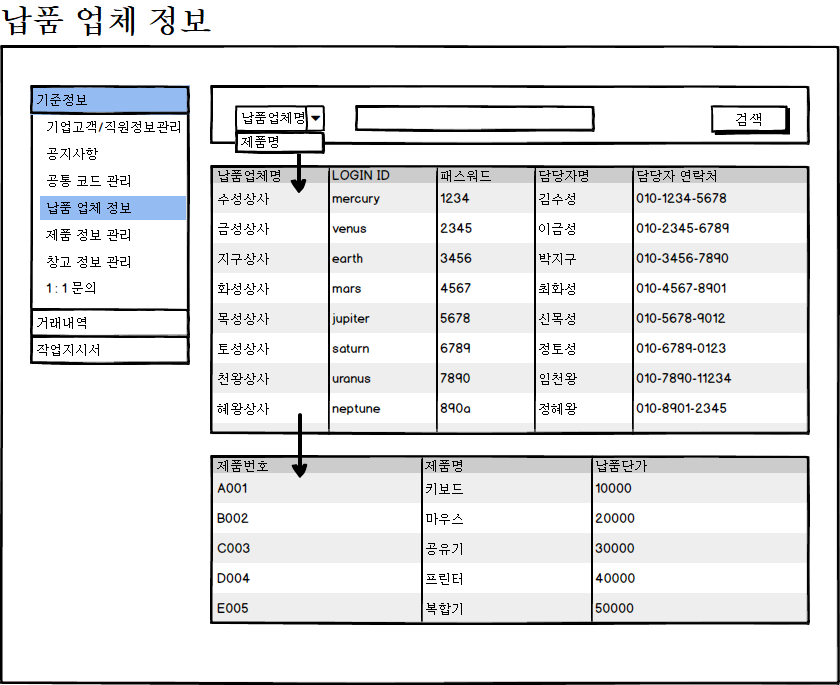 납품 업체 정보
기준정보
기업고객/직원정보관리
공지사항
공통 코드 관리
납품 업체 정보
제품 정보 관리
창고 정보 관리
1 : 1 문의
거래내역
작업지시서
납품업체명 검색
제품명
납품업체명 LOGIN ID 패스워드 담당자명 담당자 연락처
수성상사 mercury 1234 김수성 010-1234-5678
금성상사 venus 2345 이금성 010-2345-6789
지구상사 earth 3456 박지구 010-3456-7890
화성상사 mars 4567 최화성 010-4567-8901
목성상사 jupiter 5678 신목성 010-5678-9012
토성상사 saturn 6789 정토성 010-6789-0123
천왕상사 uranus 7890 임천왕 010-7890-11234
혜왕상사 neptune 890a 정혜왕 010-8901-2345
제품번호 제품명 납품단가
A001 키보드 10000
B002 마우스 20000
C003 공유기 30000
D004 프린터 40000
E005 복합기 50000